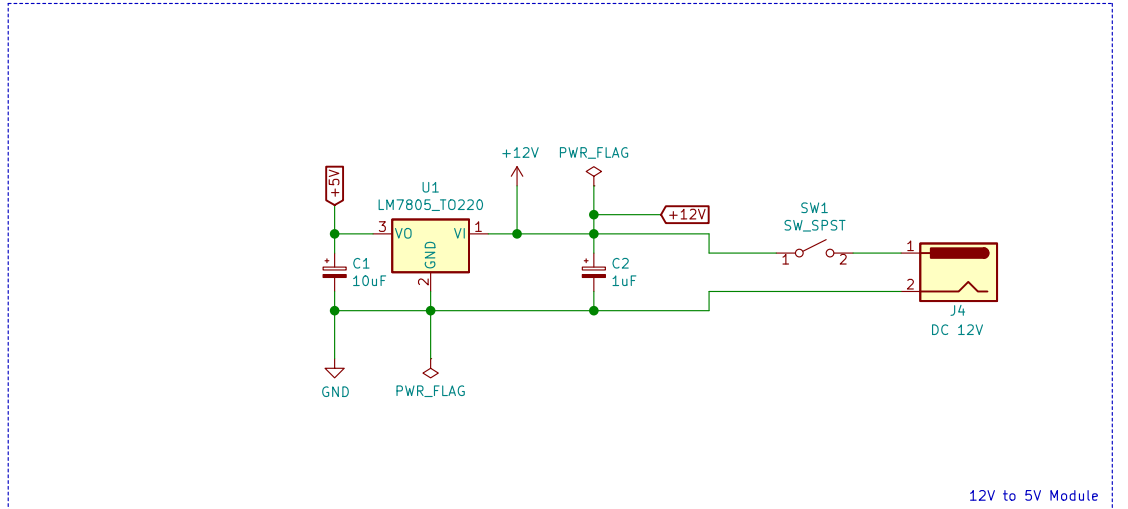 +12V
PWR_FLAG
+5V
U1
LM7805_TO220
3
VO
VI
1
GND
2
+12V
SW1
SW_SPST
1
2
1
2
J4
DC 12V
+
C1
10uF
+
C2
1uF
GND
PWR_FLAG
12V to 5V Module